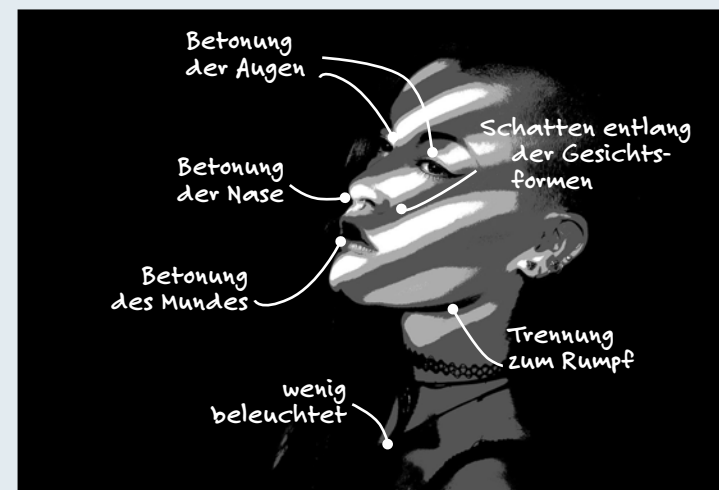 Betonung
der Augen
Schatten entlang
der Gesichts-
formen
Betonung
der Nase
Betonung
des Mundes
Trennung
zum Rumpf
wenig
beleuchtet